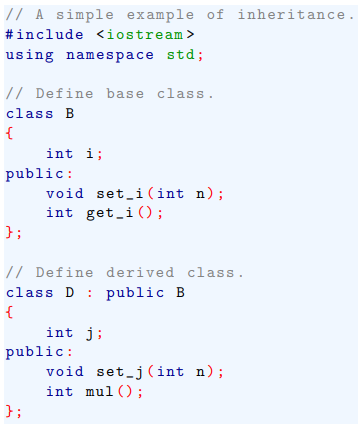 // A simple example of inheritance.
#include <iostream>
using namespace std;

// Define base class.
class B
{
    int i;
public:
    void set_i(int n);
    int get_i();
};

// Define derived class.
class D : public B
{
    int j;
public:
    void set_j(int n);
    int mul();
};